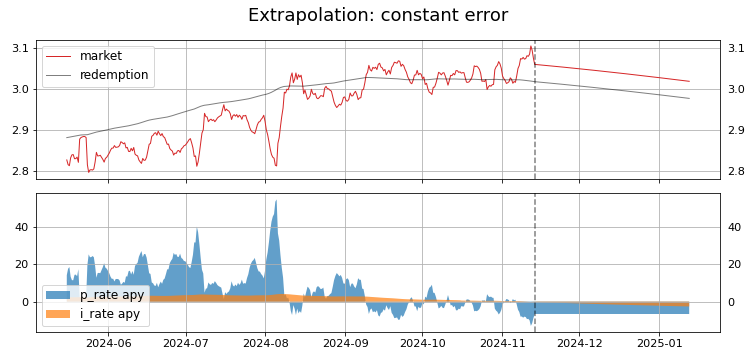 Extrapolation: constant error
3.1 3.1
market
redemption
3.0 3.0
2.9 2.9
2.8 2.8
40 40
20 20
p_rate apy
0 0
i_rate apy
2024-06 2024-07 2024-08 2024-09 2024-10 2024-11 2024-12 2025-01